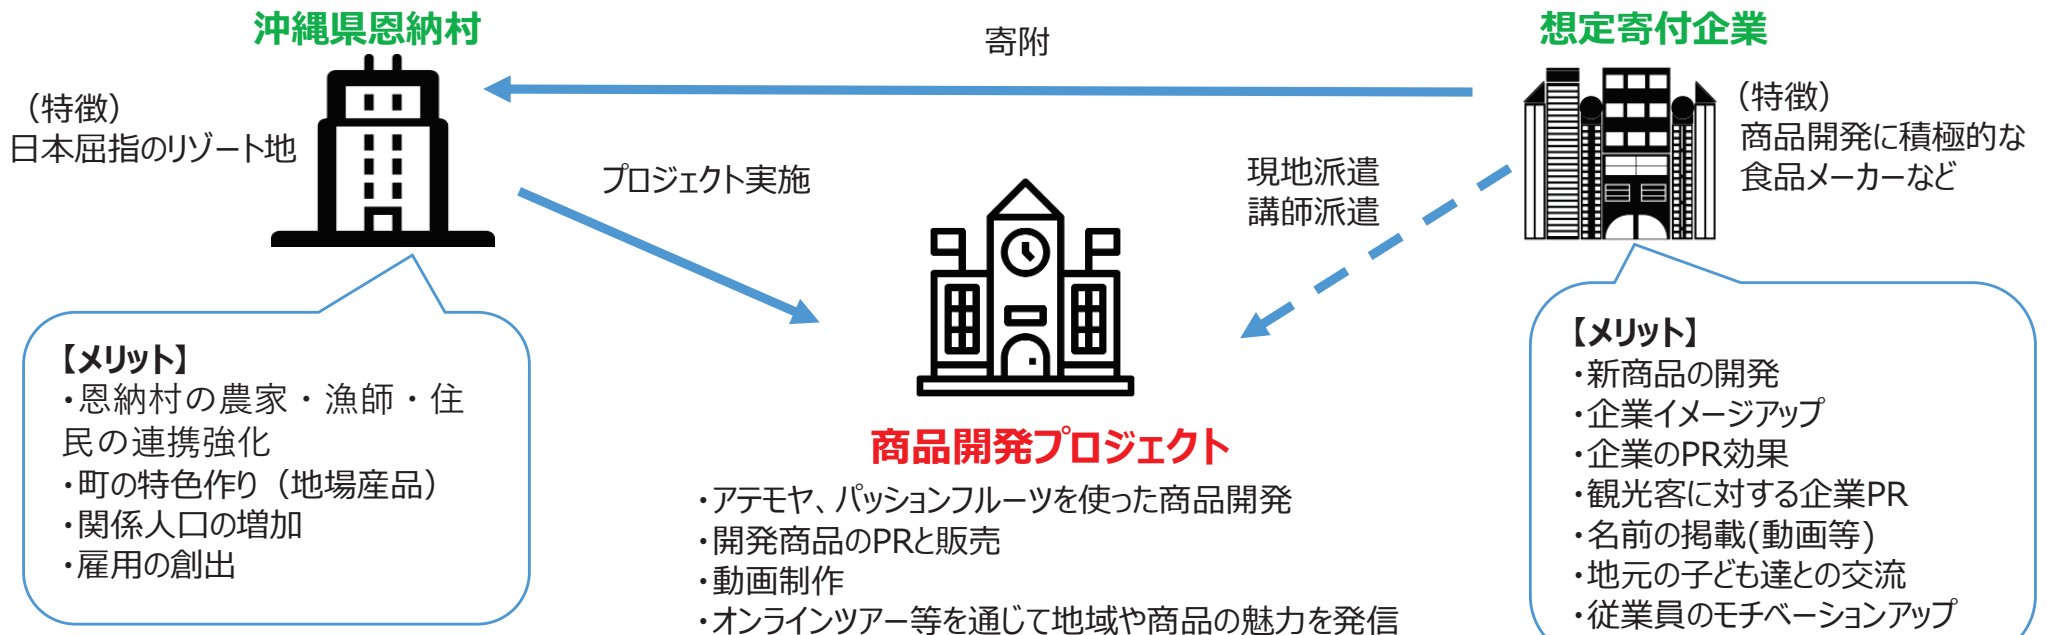 沖縄県恩納村
（特徴）
日本屈指のリゾート地
寄附
想定寄付企業
（特徴）
商品開発に積極的な
食品メーカーなど
プロジェクト実施
現地派遣
講師派遣
【メリット】
・恩納村の農家・漁師・住
民の連携強化
・町の特色作り（地場産品）
・関係人口の増加
・雇用の創出
商品開発プロジェクト
・アテモヤ、パッションフルーツを使った商品開発
・開発商品のPRと販売
・動画制作
・オンラインツアー等を通じて地域や商品の魅力を発信
【メリット】
・新商品の開発
・企業イメージアップ
・企業のPR効果
・観光客に対する企業PR
・名前の掲載(動画等)
・地元の子ども達との交流
・従業員のモチベーションアップ